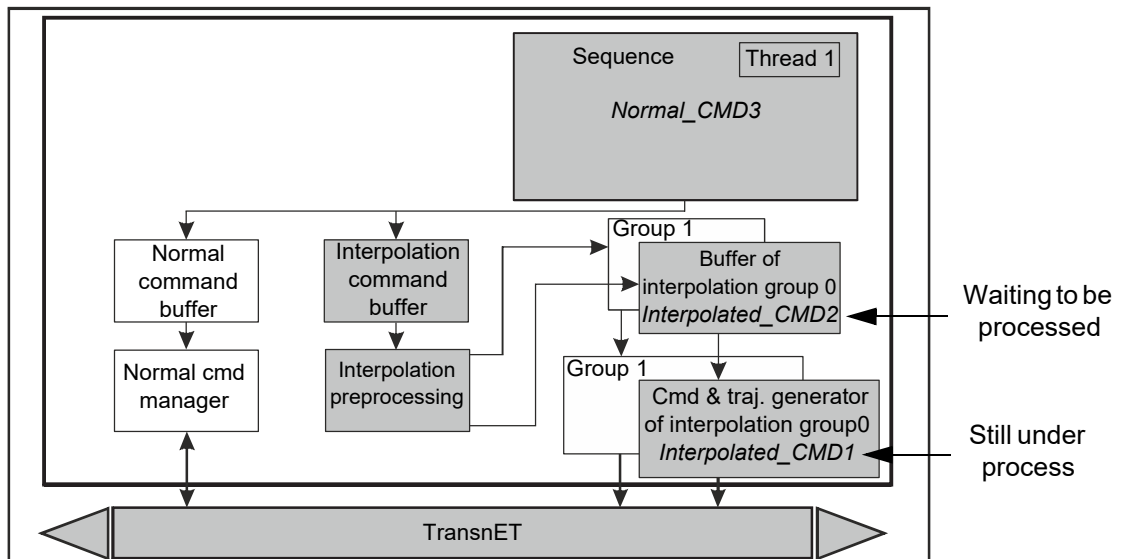 Sequence
Thread 1
Normal_CMD3
Normal
command
buffer
Interpolation
command
buffer
Group 1
Buffer of
interpolation group 0
Interpolated_CMD2
Waiting to be
processed
Normal cmd
manager
Interpolation
preprocessing
Group 1
Cmd & traj. generator
of interpolation group0
Interpolated_CMD1
Still under
process
TransnET